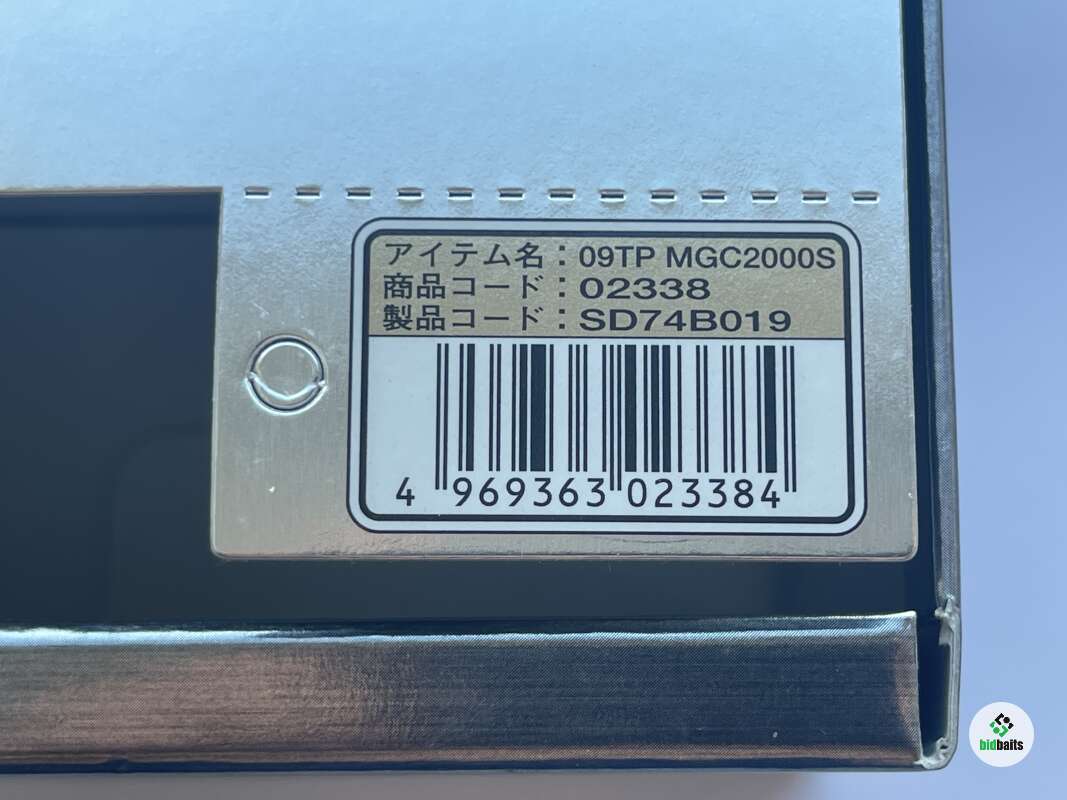 アイテム名：09TP MGC2000S
商品コード：02338
製品コード：SD74B019
4 969363 023384
bidbaits